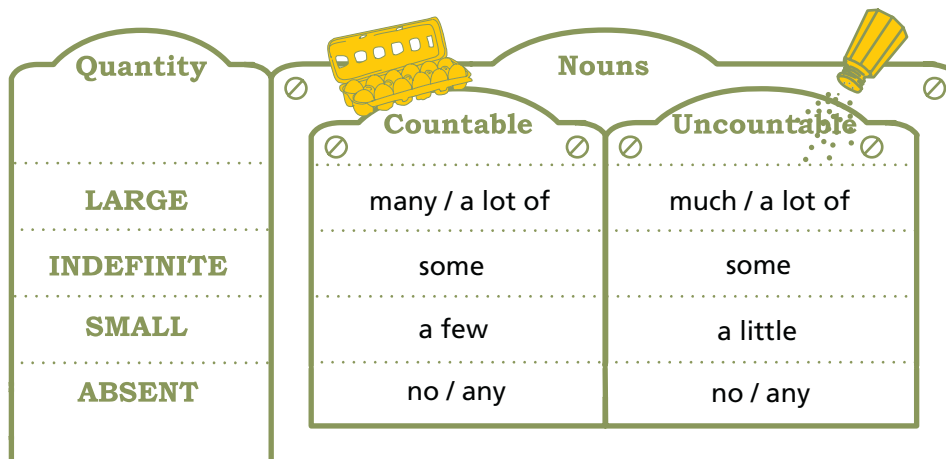 Quantity
Nouns
Countable
Uncountable
LARGE
many / a lot of
much / a lot of
INDEFINITE
some
some
SMALL
a few
a little
ABSENT
no / any
no / any